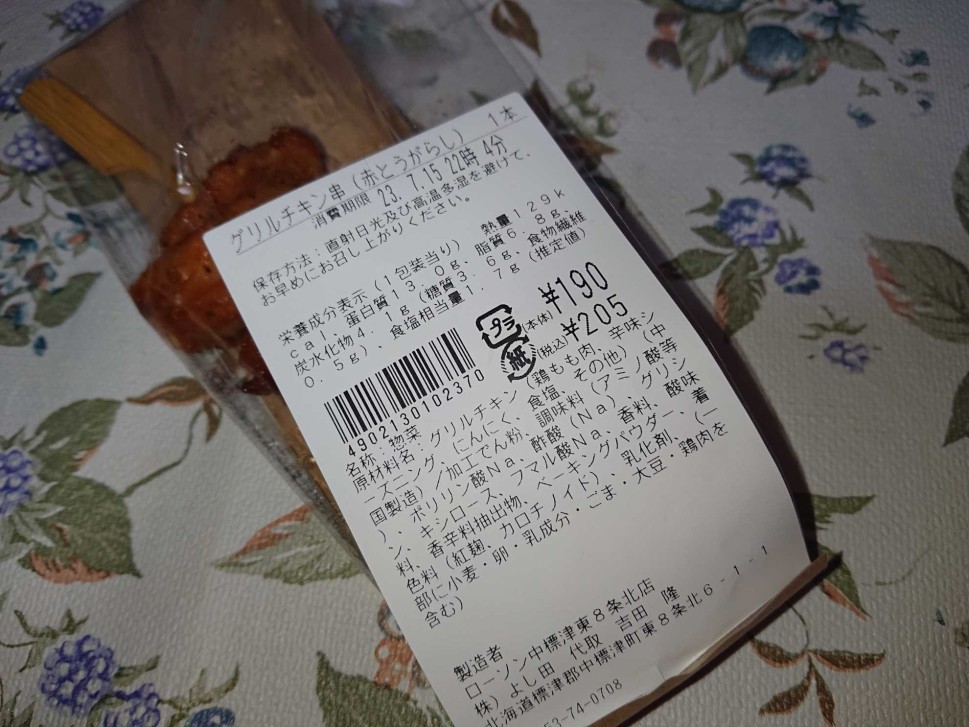 グリルチキン串(赤とうがらし) 1本
消費期限 '23. 7.15 22時 4分
保存方法:直射日光及び高温多湿を避けて、
お早めにお召し上がりください。
栄養成分表示(1包装当り) 熱量129k
cal、蛋白質13.0g、脂質6.8g、
炭水化物4.1g(糖質3.6g、食物繊維
0.5g)、食塩相当量1.7g(推定値)
¥190
(本体)
¥205
(税込)
プラ
紙
4902130102370
名称:惣菜
原材料名:グリルチキン(鶏もも肉、辛味シ
ーズニング、にんにく、食塩、その他)(中
国製造)/加工でん粉、調味料(アミノ酸等
)、ポリリン酸Na、酢酸(Na)、グリシ
ン、キシロース、フマル酸Na、香料、酸味
料、香辛料抽出物、ベーキングパウダー、着
色料(紅麹、カロチノイド)、乳化剤、(一
部に小麦・卵・乳成分・ごま・大豆・鶏肉を
含む)
製造者
ローソン中標津東8条北店
(株)よし田 代取 吉田 隆
北海道標津郡中標津町東8条北6-1-1
53-74-0708